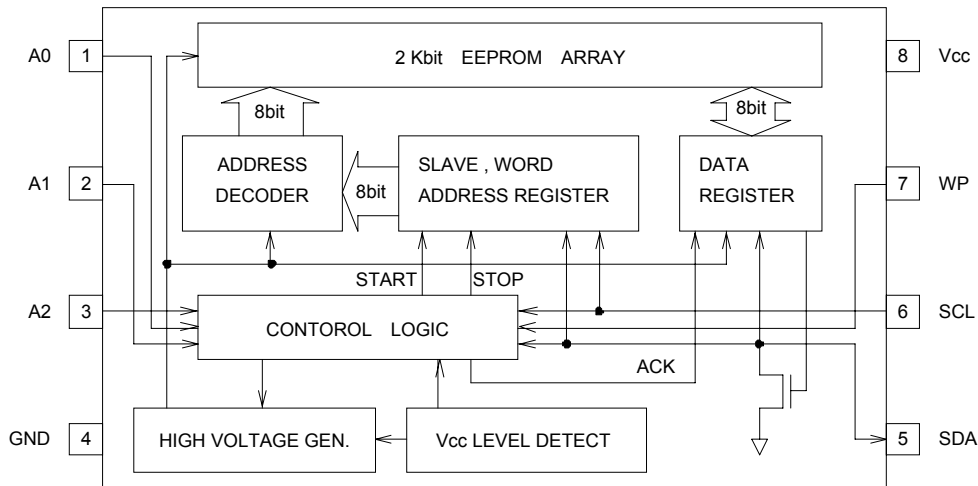 A0 1
2 Kbit EEPROM ARRAY
8 Vcc
8bit
8bit
A1 2
ADDRESS
DECODER
8bit
SLAVE , WORD
ADDRESS REGISTER
DATA
REGISTER
7 WP
START
STOP
A2 3
CONTOROL LOGIC
6 SCL
ACK
GND 4
HIGH VOLTAGE GEN.
Vcc LEVEL DETECT
5 SDA